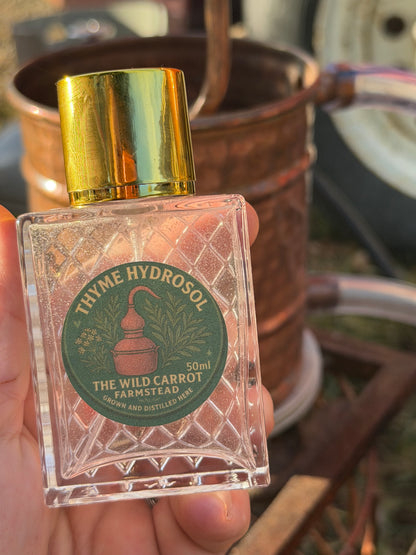 THYME HYDROSOL
50ml
THE WILD CARROT
FARMSTEAD
GROWN AND DISTILLED HERE